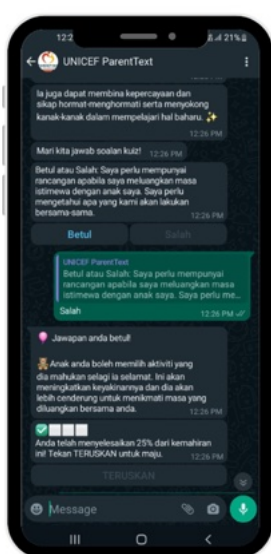 12:2
21%
UNICEF ParentText
Ia juga dapat membina kepercayaan dan
sikap hormat-menghormati serta menyokong
kanak-kanak dalam mempelajari hal baharu. ✨
12:26 PM
Mari kita jawab soalan kuiz!
12:26 PM
Betul atau Salah: Saya perlu mempunyai
rancangan apabila saya meluangkan masa
istimewa dengan anak saya. Saya perlu
mengetahui apa yang kami akan lakukan
bersama-sama.
12:26 PM
Betul
Salah
UNICEF ParentText
Betul atau Salah: Saya perlu mempunyai
rancangan apabila saya meluangkan masa
istimewa dengan anak saya. Saya perlu me...
Salah
12:26 PM
Jawapan anda betul!
Anak anda boleh memilih aktiviti yang
dia mahukan selagi ia selamat. Ini akan
meningkatkan keyakinannya dan dia akan
lebih cenderung untuk menikmati masa yang
diluangkan bersama anda.
12:26 PM
Anda telah menyelesaikan 25% dari kemahiran
ini! Tekan TERUSKAN untuk maju.
12:26 PM
TERUSKAN
Message